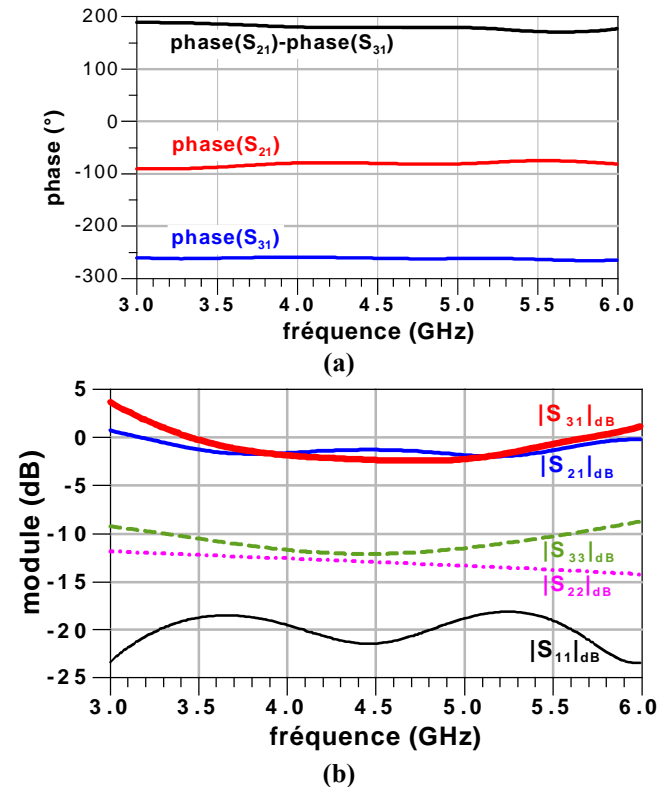 200
100
0
-100
-200
-300
phase (°)
phase(S21)-phase(S31)
phase(S21)
phase(S31)
3.0 3.5 4.0 4.5 5.0 5.5 6.0
fréquence (GHz)
(a)
5
0
-5
-10
-15
-20
-25
module (dB)
|S31|dB
|S21|dB
|S33|dB
|S22|dB
|S11|dB
3.0 3.5 4.0 4.5 5.0 5.5 6.0
fréquence (GHz)
(b)